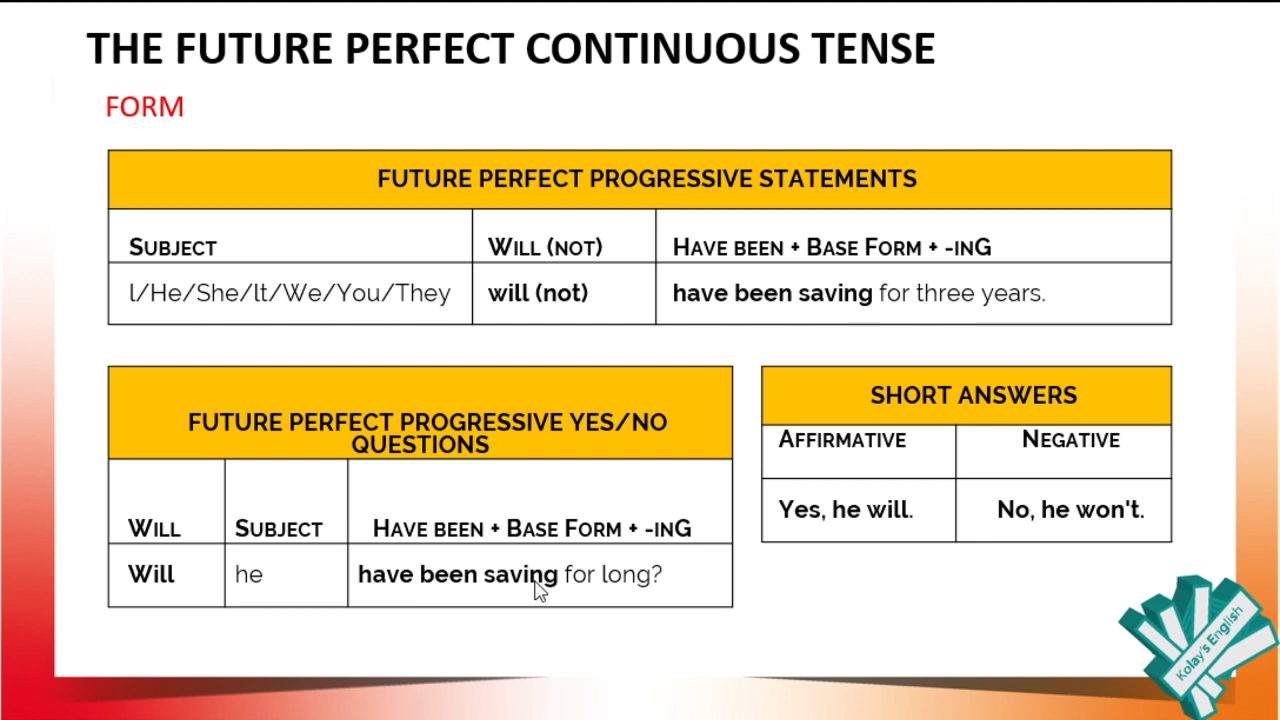 THE FUTURE PERFECT CONTINUOUS TENSE
FORM
FUTURE PERFECT PROGRESSIVE STATEMENTS
SUBJECT WILL (NOT) HAVE BEEN + BASE FORM + -ING
I/He/She/It/We/You/They will (not) have been saving for three years.
FUTURE PERFECT PROGRESSIVE YES/NO
QUESTIONS
WILL SUBJECT HAVE BEEN + BASE FORM + -ING
Will he have been saving for long?
SHORT ANSWERS
AFFIRMATIVE NEGATIVE
Yes, he will. No, he won't.
Kolay's English